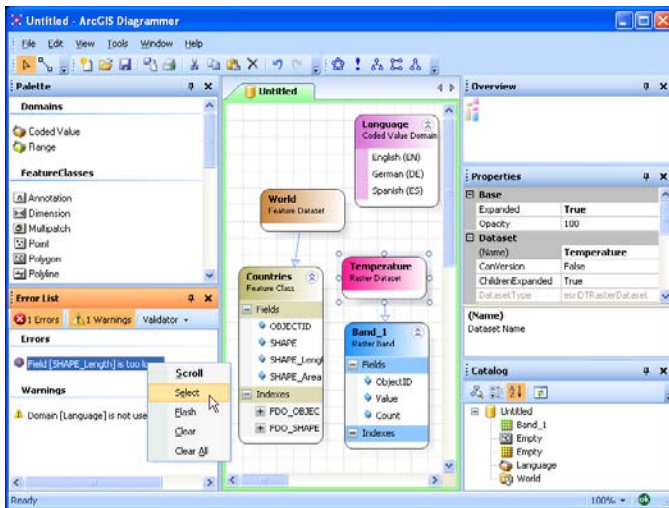 Untitled - ArcGIS Diagrammer
File Edit View Tools Window Help
Palette
Domains
Coded Value
Range
FeatureClasses
Annotation
Dimension
Multipatch
Point
Polygon
Polyline
Error List
1 Errors 1 Warnings Validator
Errors
Field [SHAPE_Length] is too lo
Warnings
Domain [Language] is not use
Scroll
Select
Flash
Clear
Clear All
Untitled
Language
Coded Value Domain
English (EN)
German (DE)
Spanish (ES)
World
Feature Dataset
Countries
Feature Class
Fields
OBJECTID
SHAPE
SHAPE_Lengl
SHAPE_Area
Indexes
FDO_OBJEC
FDO_SHAPE
Temperature
Raster Dataset
Band_1
Raster Band
Fields
ObjectID
Value
Count
Indexes
Overview
Properties
Base
Expanded True
Opacity 100
Dataset
(Name) Temperature
CanVersion False
ChildrenExpanded True
DatasetType esriDTRasterDataset
(Name)
Dataset Name
Catalog
Untitled
Band_1
Empty
Empty
Language
World
Ready
100%
ok